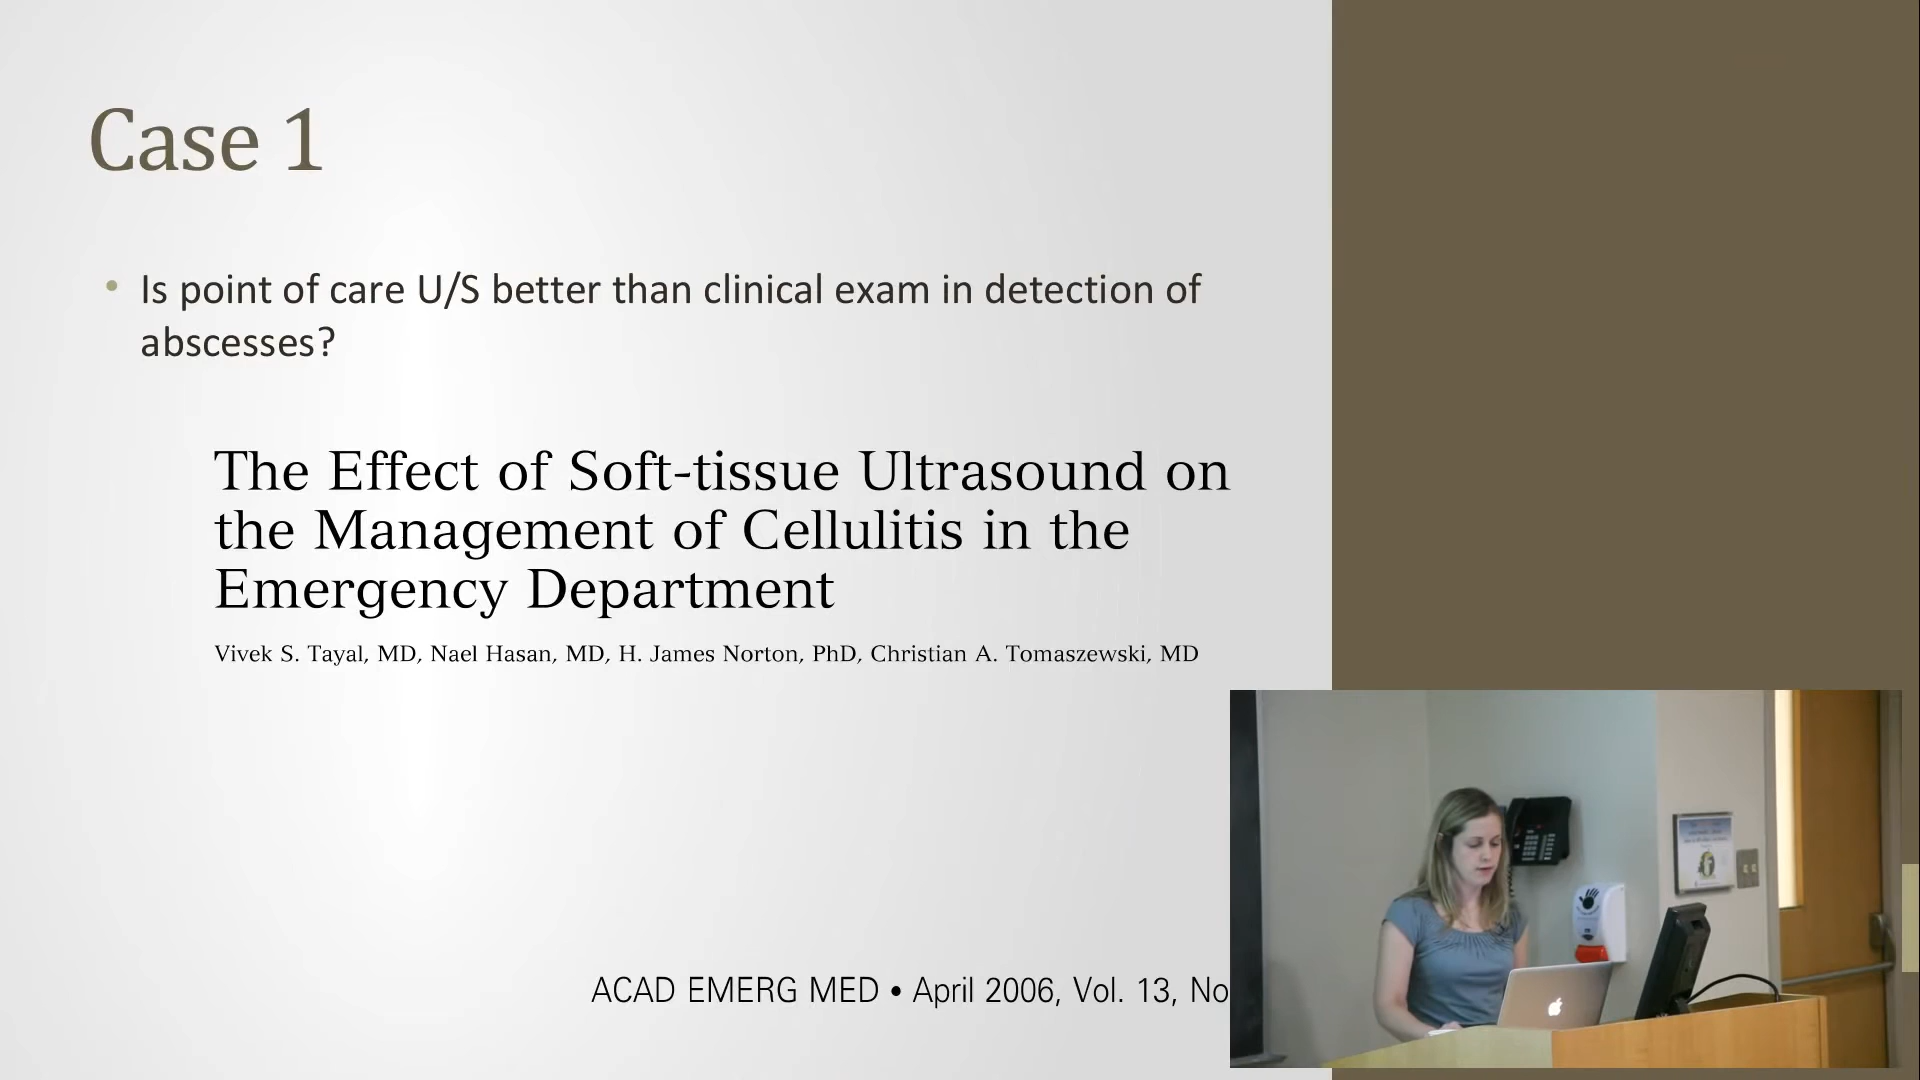 Case 1
• Is point of care U/S better than clinical exam in detection of
abscesses?
The Effect of Soft-tissue Ultrasound on
the Management of Cellulitis in the
Emergency Department
Vivek S. Tayal, MD, Nael Hasan, MD, H. James Norton, PhD, Christian A. Tomaszewski, MD
ACAD EMERG MED • April 2006, Vol. 13, No